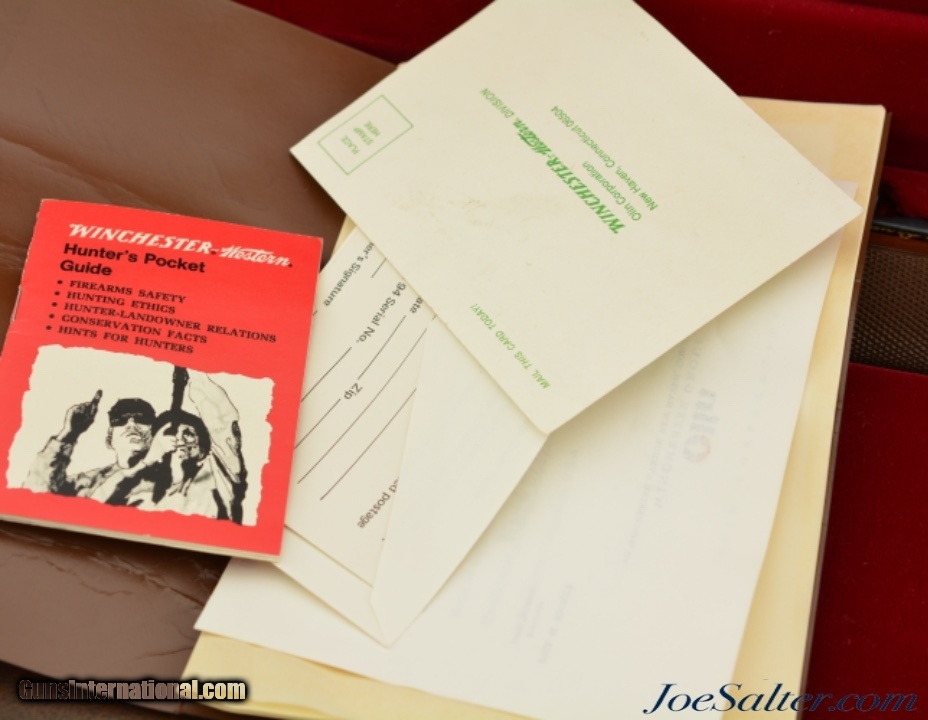 WINCHESTER-Western.
Hunter's Pocket
Guide
• FIREARMS SAFETY
• HUNTING ETHICS
• HUNTER-LANDOWNER RELATIONS
• CONSERVATION FACTS
• HINTS FOR HUNTERS
PLACE
STAMP
HERE
WINCHESTER-Western DIVISION
Olin Corporation
New Haven, Connecticut 06504
MAIL THIS CARD TODAY!
Signature
94 Serial No.
Zip
postage
Olin
GunsInternational.com
JoeSalter.com